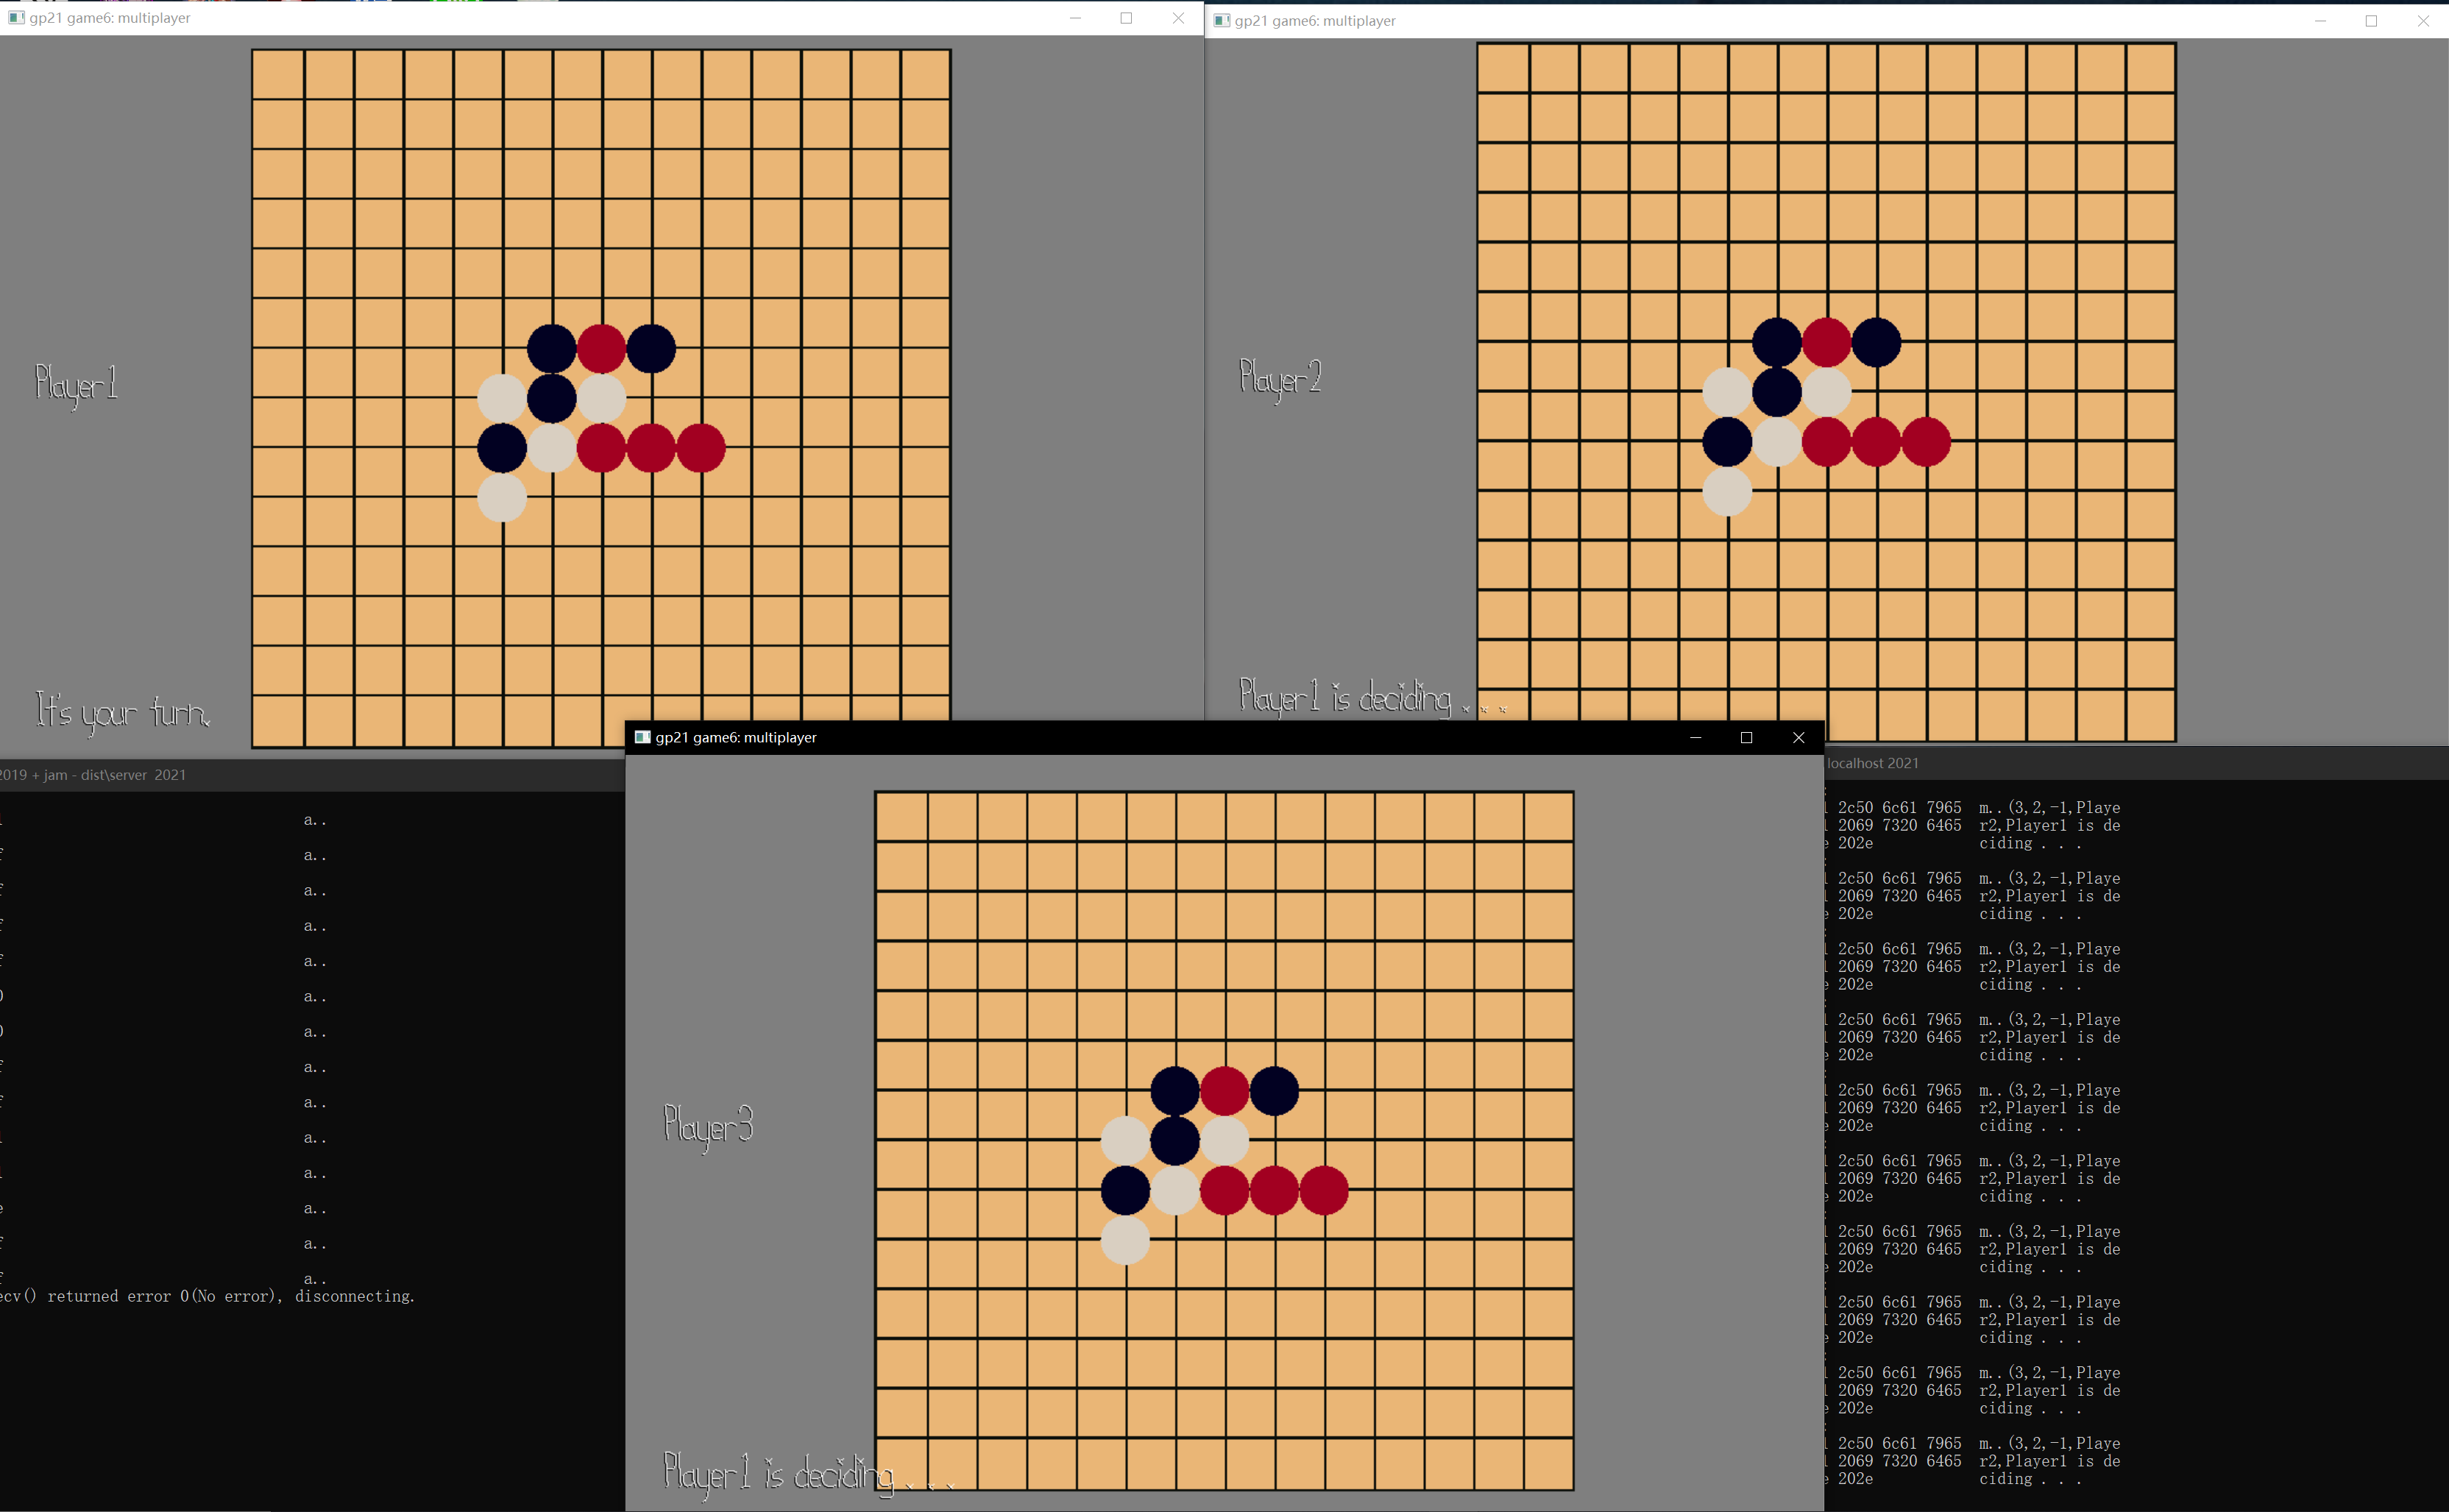 gp21 game6: multiplayer
Player1
It's your turn.
gp21 game6: multiplayer
Player2
Player1 is deciding . . .
2019 + jam - dist\server 2021
a..
a..
a..
a..
a..
a..
a..
a..
a..
a..
a..
a..
a..
a..
ecv() returned error 0(No error), disconnecting.
gp21 game6: multiplayer
Player3
Player1 is deciding . . .
localhost 2021
2c50 6c61 7965 m..(3,2,-1,Playe
2069 7320 6465 r2,Player1 is de
202e ciding . . .
2c50 6c61 7965 m..(3,2,-1,Playe
2069 7320 6465 r2,Player1 is de
202e ciding . . .
2c50 6c61 7965 m..(3,2,-1,Playe
2069 7320 6465 r2,Player1 is de
202e ciding . . .
2c50 6c61 7965 m..(3,2,-1,Playe
2069 7320 6465 r2,Player1 is de
202e ciding . . .
2c50 6c61 7965 m..(3,2,-1,Playe
2069 7320 6465 r2,Player1 is de
202e ciding . . .
2c50 6c61 7965 m..(3,2,-1,Playe
2069 7320 6465 r2,Player1 is de
202e ciding . . .
2c50 6c61 7965 m..(3,2,-1,Playe
2069 7320 6465 r2,Player1 is de
202e ciding . . .
2c50 6c61 7965 m..(3,2,-1,Playe
2069 7320 6465 r2,Player1 is de
202e ciding . . .
2c50 6c61 7965 m..(3,2,-1,Playe
2069 7320 6465 r2,Player1 is de
202e ciding . . .
2c50 6c61 7965 m..(3,2,-1,Playe
2069 7320 6465 r2,Player1 is de
202e ciding . . .